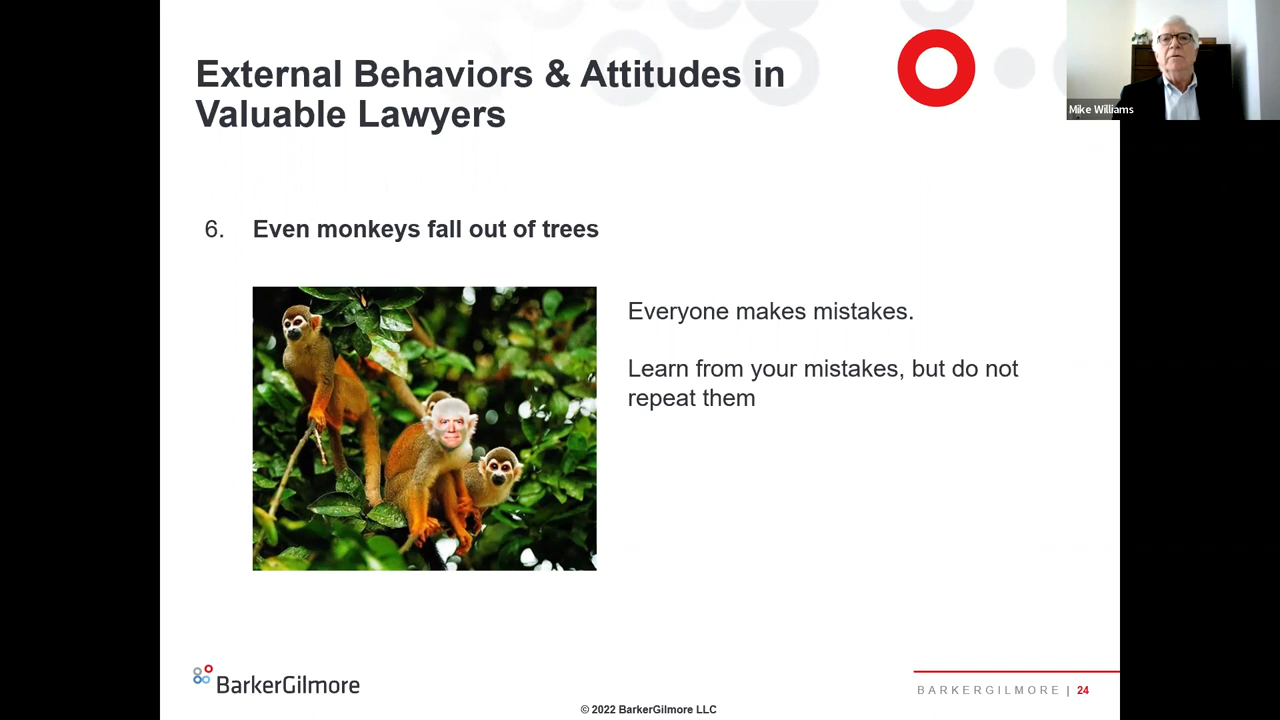 External Behaviors & Attitudes in
Valuable Lawyers
Mike Williams
6. Even monkeys fall out of trees
Everyone makes mistakes.
Learn from your mistakes, but do not
repeat them
BarkerGilmore
BARKERGILMORE | 24
© 2022 BarkerGilmore LLC